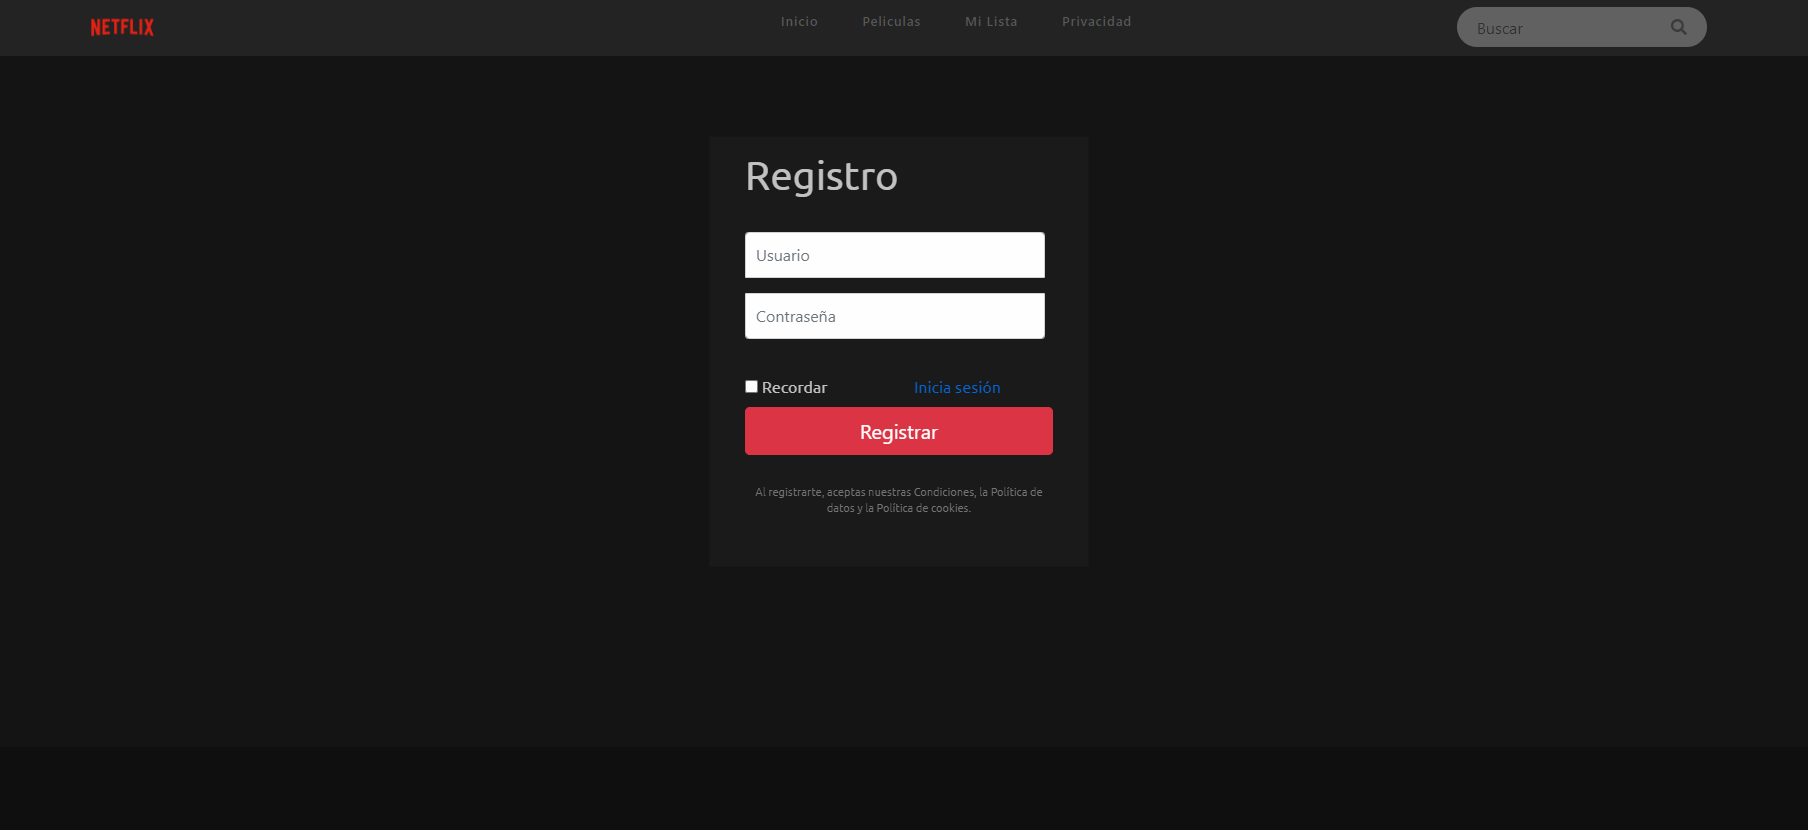 NETFLIX
Inicio Peliculas Mi Lista Privacidad
Buscar
Registro
Usuario
Contraseña
Recordar Inicia sesión
Registrar
Al registrarte, aceptas nuestras Condiciones, la Política de
datos y la Política de cookies.